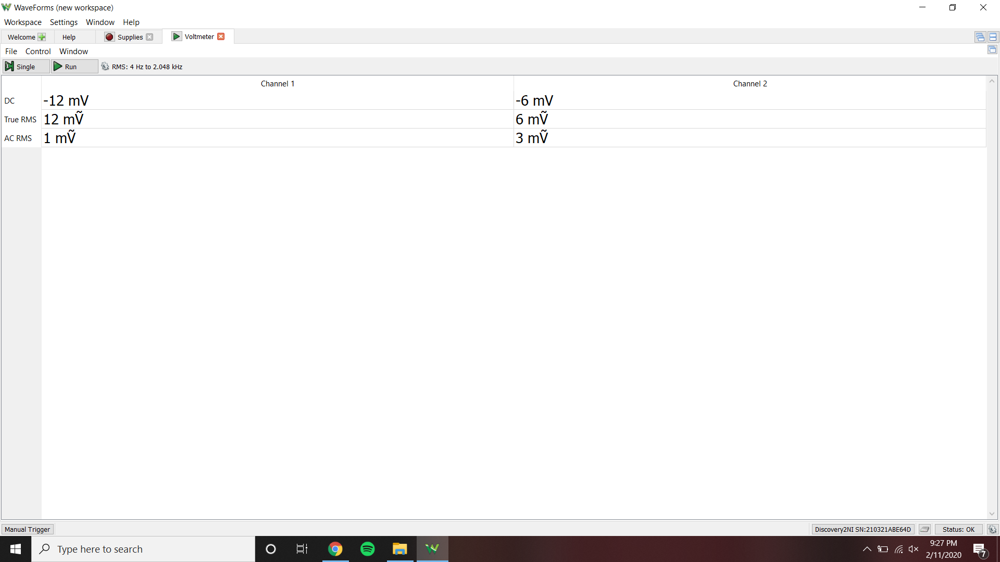 WaveForms (new workspace)
Workspace Settings Window Help
Welcome Help Supplies Voltmeter
File Control Window
Single Run RMS: 4 Hz to 2.048 kHz
Channel 1 Channel 2
DC -12 mV -6 mV
True RMS 12 mṼ 6 mṼ
AC RMS 1 mṼ 3 mṼ
Manual Trigger Discovery2NI SN:210321ABE64D Status: OK
Type here to search
9:27 PM
2/11/2020
7